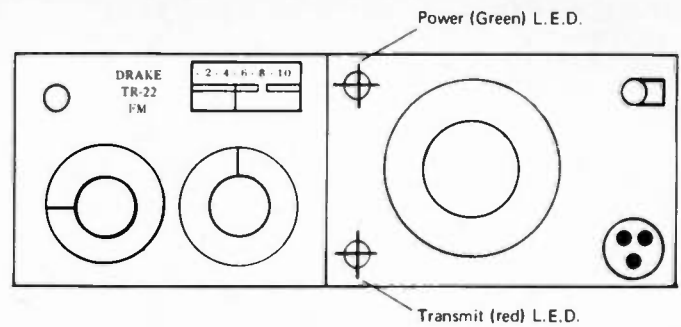 Power (Green) L.E.D.
DRAKE
TR-22
FM
· 2 · 4 · 6 · 8 · 10 ·
Transmit (red) L.E.D.